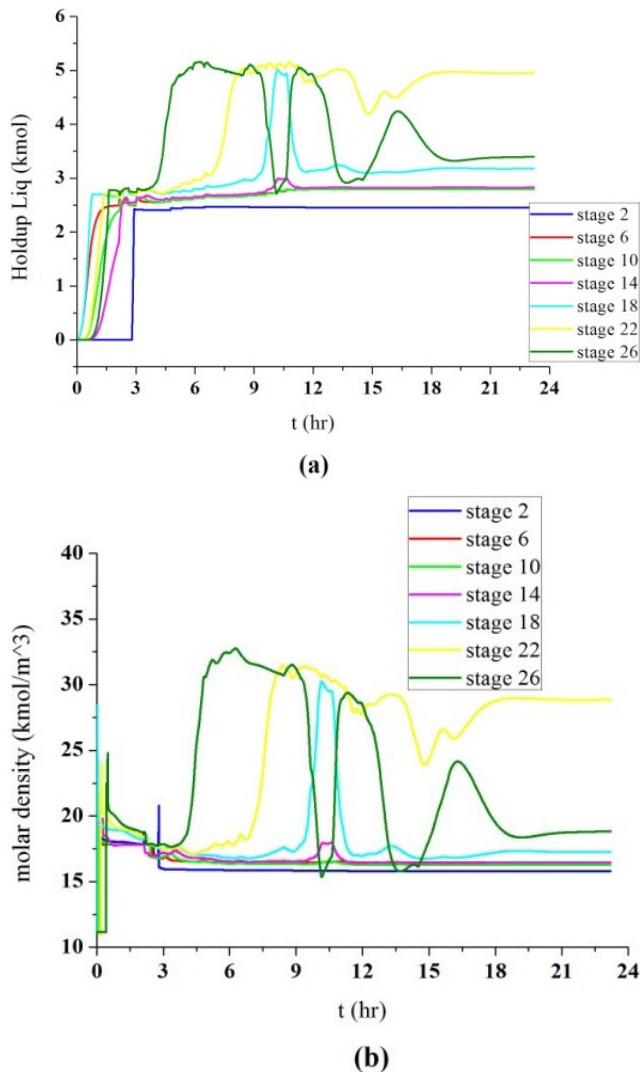 6
5
4
3
2
1
0
Holdup Liq (kmol)
0 3 6 9 12 15 18 21 24
t (hr)
stage 2
stage 6
stage 10
stage 14
stage 18
stage 22
stage 26
(a)
stage 2
stage 6
stage 10
stage 14
stage 18
stage 22
stage 26
40
35
30
25
20
15
10
molar density (kmol/m^3)
0 3 6 9 12 15 18 21 24
t (hr)
(b)